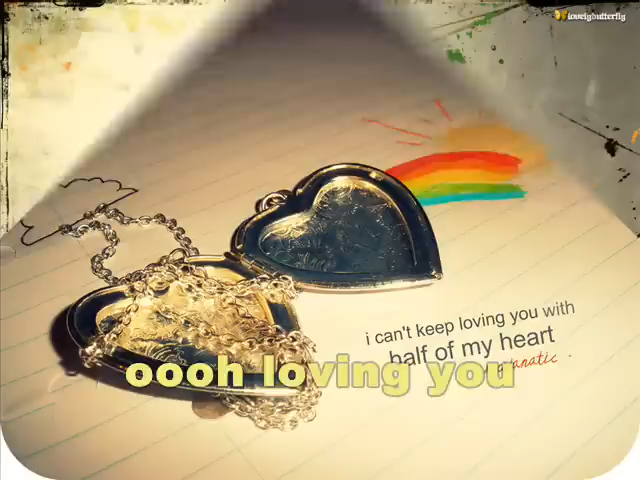 lovelybutterfly
i can't keep loving you with
half of my heart
oooh loving you